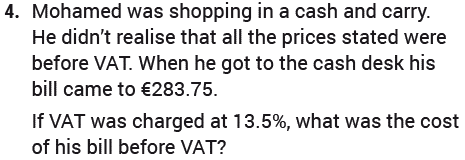 4. Mohamed was shopping in a cash and carry.
He didn't realise that all the prices stated were
before VAT. When he got to the cash desk his
bill came to €283.75.
If VAT was charged at 13.5%, what was the cost
of his bill before VAT?